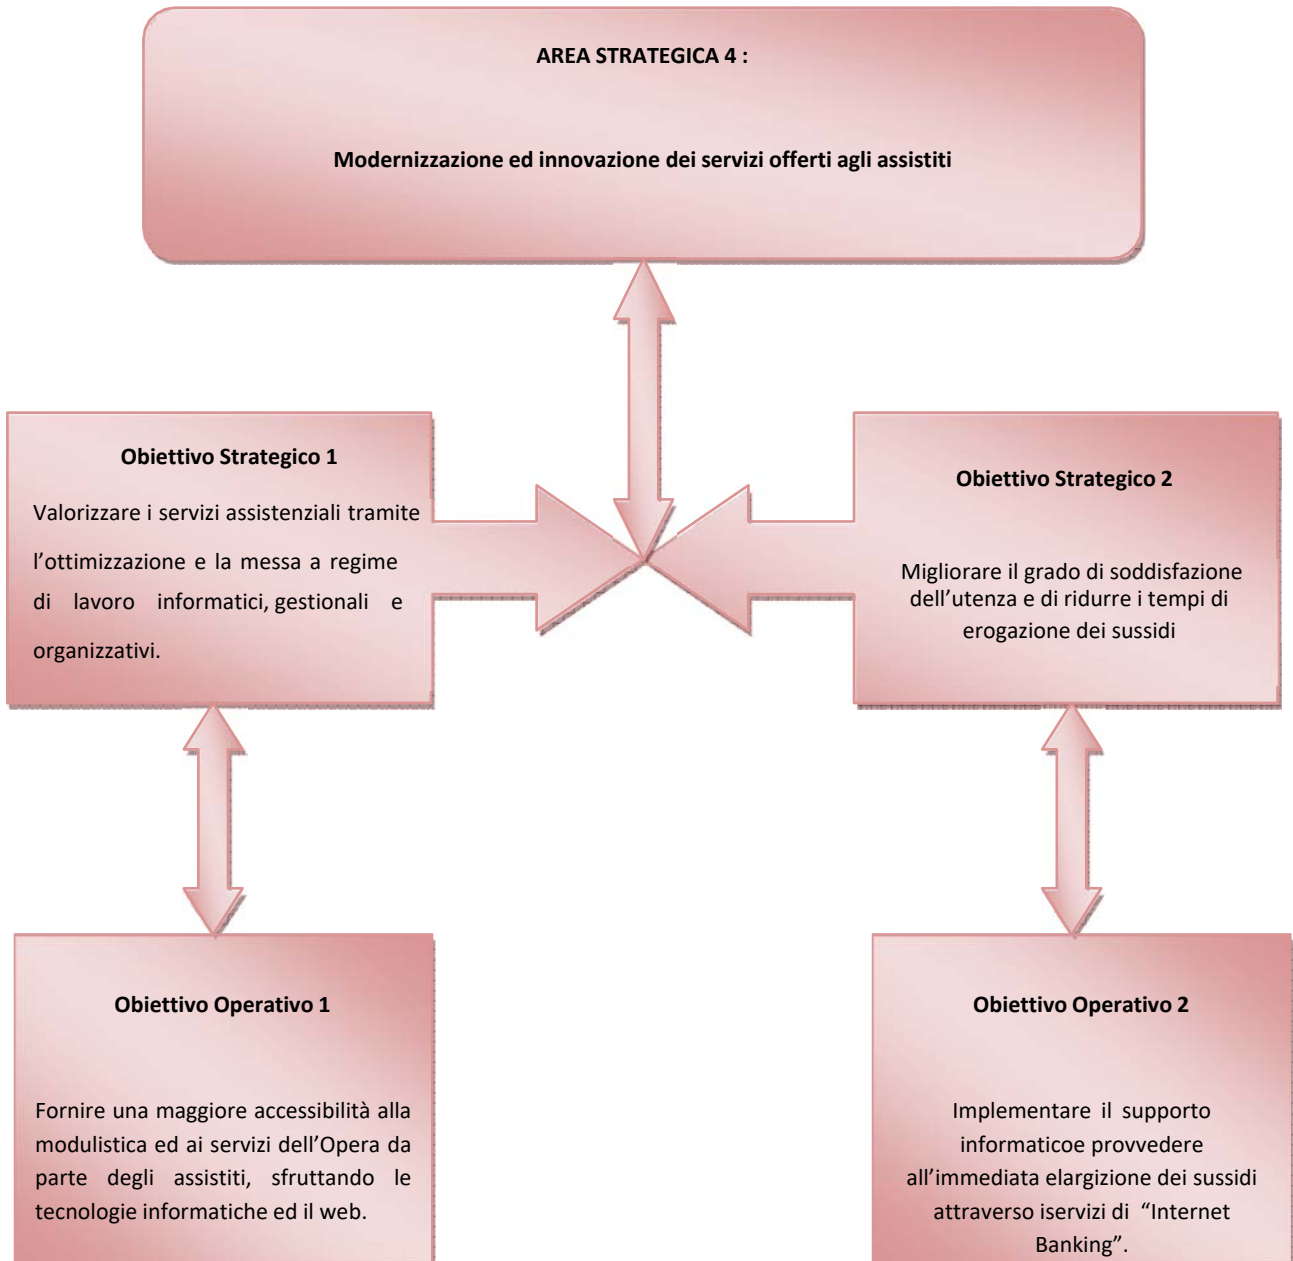 AREA STRATEGICA 4 :
Modernizzazione ed innovazione dei servizi offerti agli assistiti
Obiettivo Strategico 1
Valorizzare i servizi assistenziali tramite
l’ottimizzazione e la messa a regime
di lavoro informatici, gestionali e
organizzativi.
Obiettivo Strategico 2
Migliorare il grado di soddisfazione
dell’utenza e di ridurre i tempi di
erogazione dei sussidi
Obiettivo Operativo 1
Fornire una maggiore accessibilità alla
modulistica ed ai servizi dell’Opera da
parte degli assistiti, sfruttando le
tecnologie informatiche ed il web.
Obiettivo Operativo 2
Implementare il supporto
informaticoe provvedere
all’immediata elargizione dei sussidi
attraverso iservizi di “Internet
Banking”.